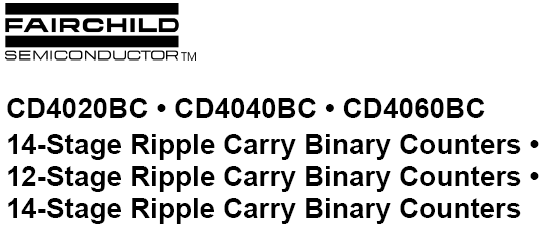 FAIRCHILD
SEMICONDUCTOR™
CD4020BC • CD4040BC • CD4060BC
14-Stage Ripple Carry Binary Counters •
12-Stage Ripple Carry Binary Counters •
14-Stage Ripple Carry Binary Counters